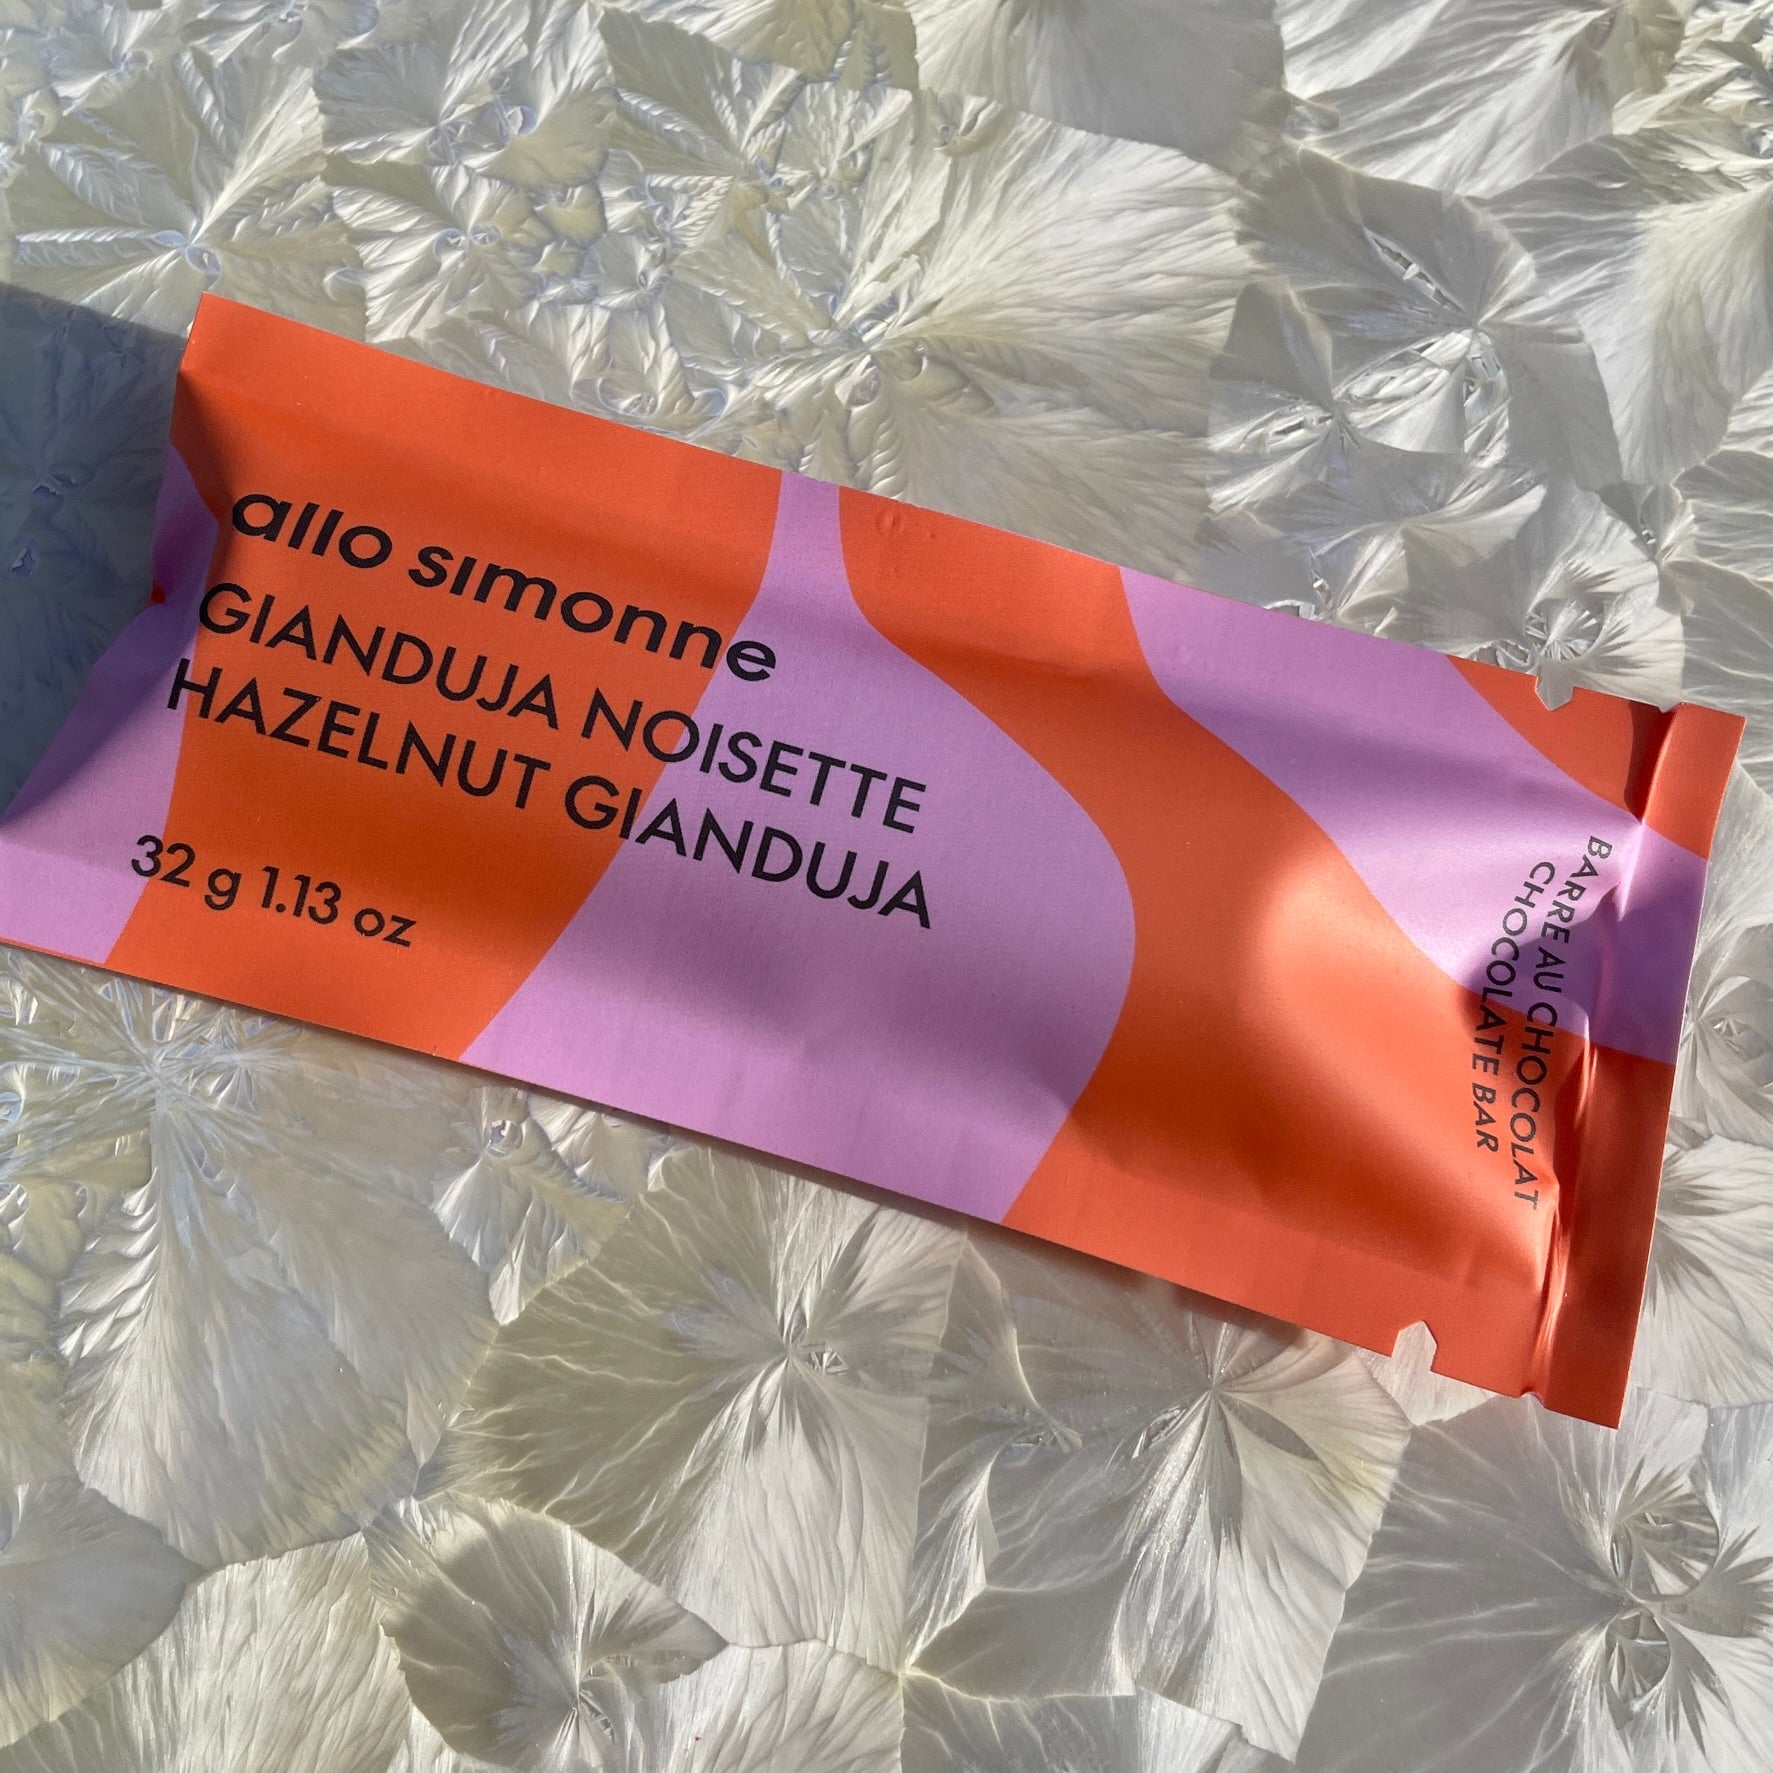 allo simonne
GIANDUJA NOISETTE
HAZELNUT GIANDUJA
32 g 1.13 oz
BARRE AU CHOCOLAT
CHOCOLATE BAR